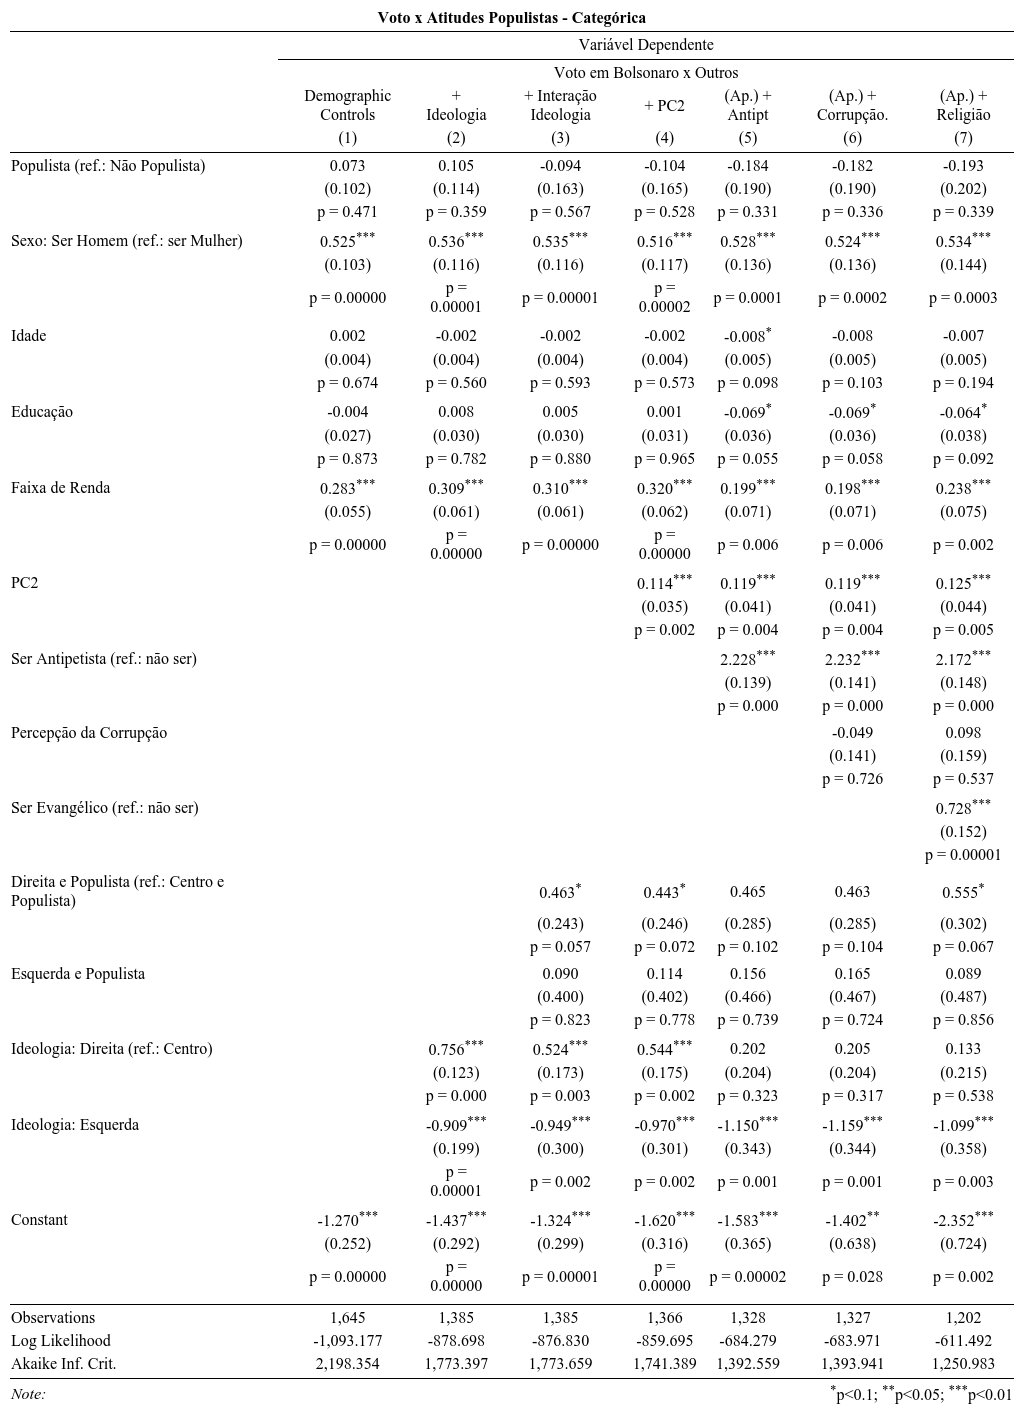 Voto x Atitudes Populistas - Categórica
Variável Dependente
Voto em Bolsonaro x Outros
Demographic Controls + Ideologia + Interação Ideologia + PC2 (Ap.) + Antipt (Ap.) + Corrupção. (Ap.) + Religião
(1) (2) (3) (4) (5) (6) (7)
Populista (ref.: Não Populista) 0.073 0.105 -0.094 -0.104 -0.184 -0.182 -0.193
(0.102) (0.114) (0.163) (0.165) (0.190) (0.190) (0.202)
p = 0.471 p = 0.359 p = 0.567 p = 0.528 p = 0.331 p = 0.336 p = 0.339
Sexo: Ser Homem (ref.: ser Mulher) 0.525*** 0.536*** 0.535*** 0.516*** 0.528*** 0.524*** 0.534***
(0.103) (0.116) (0.116) (0.117) (0.136) (0.136) (0.144)
p = 0.00000 p = 0.00001 p = 0.00001 p = 0.00002 p = 0.0001 p = 0.0002 p = 0.0003
Idade 0.002 -0.002 -0.002 -0.002 -0.008* -0.008 -0.007
(0.004) (0.004) (0.004) (0.004) (0.005) (0.005) (0.005)
p = 0.674 p = 0.560 p = 0.593 p = 0.573 p = 0.098 p = 0.103 p = 0.194
Educação -0.004 0.008 0.005 0.001 -0.069* -0.069* -0.064*
(0.027) (0.030) (0.030) (0.031) (0.036) (0.036) (0.038)
p = 0.873 p = 0.782 p = 0.880 p = 0.965 p = 0.055 p = 0.058 p = 0.092
Faixa de Renda 0.283*** 0.309*** 0.310*** 0.320*** 0.199*** 0.198*** 0.238***
(0.055) (0.061) (0.061) (0.062) (0.071) (0.071) (0.075)
p = 0.00000 p = 0.00000 p = 0.00000 p = 0.00000 p = 0.006 p = 0.006 p = 0.002
PC2 0.114*** 0.119*** 0.119*** 0.125***
(0.035) (0.041) (0.041) (0.044)
p = 0.002 p = 0.004 p = 0.004 p = 0.005
Ser Antipetista (ref.: não ser) 2.228*** 2.232*** 2.172***
(0.139) (0.141) (0.148)
p = 0.000 p = 0.000 p = 0.000
Percepção da Corrupção -0.049 0.098
(0.141) (0.159)
p = 0.726 p = 0.537
Ser Evangélico (ref.: não ser) 0.728***
(0.152)
p = 0.00001
Direita e Populista (ref.: Centro e Populista) 0.463* 0.443* 0.465 0.463 0.555*
(0.243) (0.246) (0.285) (0.285) (0.302)
p = 0.057 p = 0.072 p = 0.102 p = 0.104 p = 0.067
Esquerda e Populista 0.090 0.114 0.156 0.165 0.089
(0.400) (0.402) (0.466) (0.467) (0.487)
p = 0.823 p = 0.778 p = 0.739 p = 0.724 p = 0.856
Ideologia: Direita (ref.: Centro) 0.756*** 0.524*** 0.544*** 0.202 0.205 0.133
(0.123) (0.173) (0.175) (0.204) (0.204) (0.215)
p = 0.000 p = 0.003 p = 0.002 p = 0.323 p = 0.317 p = 0.538
Ideologia: Esquerda -0.909*** -0.949*** -0.970*** -1.150*** -1.159*** -1.099***
(0.199) (0.300) (0.301) (0.343) (0.344) (0.358)
p = 0.00001 p = 0.002 p = 0.002 p = 0.001 p = 0.001 p = 0.003
Constant -1.270*** -1.437*** -1.324*** -1.620*** -1.583*** -1.402** -2.352***
(0.252) (0.292) (0.299) (0.316) (0.365) (0.638) (0.724)
p = 0.00000 p = 0.00000 p = 0.00001 p = 0.00000 p = 0.00002 p = 0.028 p = 0.002
Observations 1,645 1,385 1,385 1,366 1,328 1,327 1,202
Log Likelihood -1,093.177 -878.698 -876.830 -859.695 -684.279 -683.971 -611.492
Akaike Inf. Crit. 2,198.354 1,773.397 1,773.659 1,741.389 1,392.559 1,393.941 1,250.983
Note: *p<0.1; **p<0.05; ***p<0.01